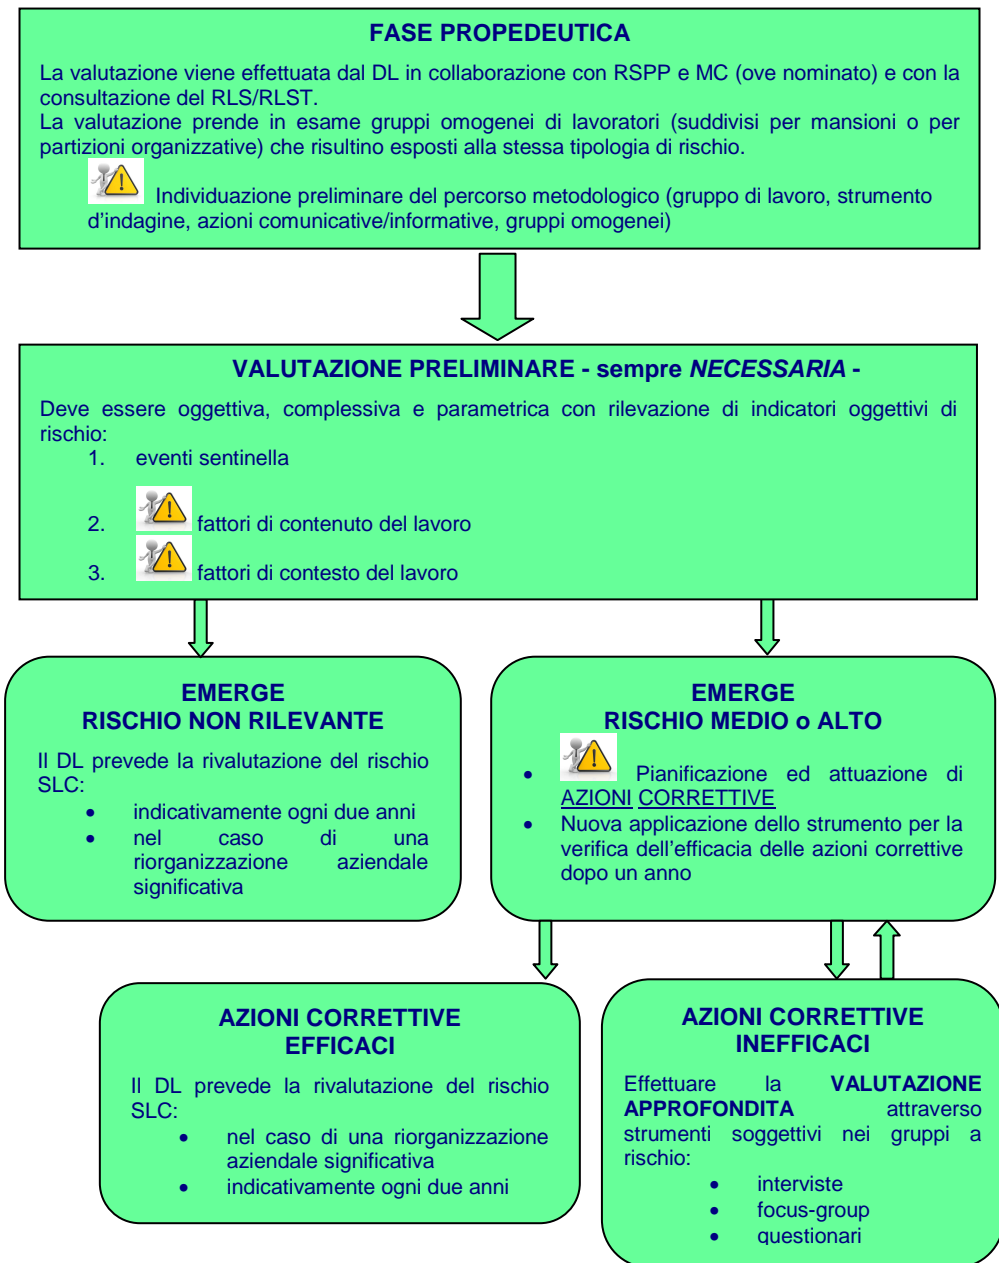 FASE PROPEDEUTICA
La valutazione viene effettuata dal DL in collaborazione con RSPP e MC (ove nominato) e con la
consultazione del RLS/RLST.
La valutazione prende in esame gruppi omogenei di lavoratori (suddivisi per mansioni o per
partizioni organizzative) che risultino esposti alla stessa tipologia di rischio.
Individuazione preliminare del percorso metodologico (gruppo di lavoro, strumento
d'indagine, azioni comunicative/informative, gruppi omogenei)
VALUTAZIONE PRELIMINARE - sempre NECESSARIA -
Deve essere oggettiva, complessiva e parametrica con rilevazione di indicatori oggettivi di
rischio:
1. eventi sentinella
2. fattori di contenuto del lavoro
3. fattori di contesto del lavoro
EMERGE
RISCHIO NON RILEVANTE
Il DL prevede la rivalutazione del rischio
SLC:
• indicativamente ogni due anni
• nel caso di una
riorganizzazione aziendale
significativa
EMERGE
RISCHIO MEDIO o ALTO
• Pianificazione ed attuazione di
AZIONI CORRETTIVE
• Nuova applicazione dello strumento per la
verifica dell'efficacia delle azioni correttive
dopo un anno
AZIONI CORRETTIVE
EFFICACI
Il DL prevede la rivalutazione del rischio
SLC:
• nel caso di una riorganizzazione
aziendale significativa
• indicativamente ogni due anni
AZIONI CORRETTIVE
INEFFICACI
Effettuare la VALUTAZIONE
APPROFONDITA attraverso
strumenti soggettivi nei gruppi a
rischio:
• interviste
• focus-group
• questionari